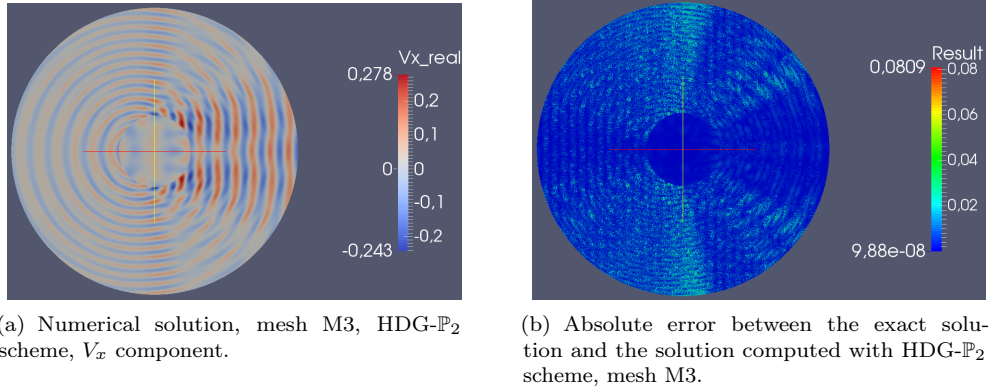 Vx_real
0,278
0,2
0,1
0
0
-0,1
-0,2
-0,243
Result
0,0809
0,08
0,06
0,04
0,02
9,88e-08
(a) Numerical solution, mesh M3, HDG-ℙ₂
scheme, Vₓ component.
(b) Absolute error between the exact solu-
tion and the solution computed with HDG-ℙ₂
scheme, mesh M3.